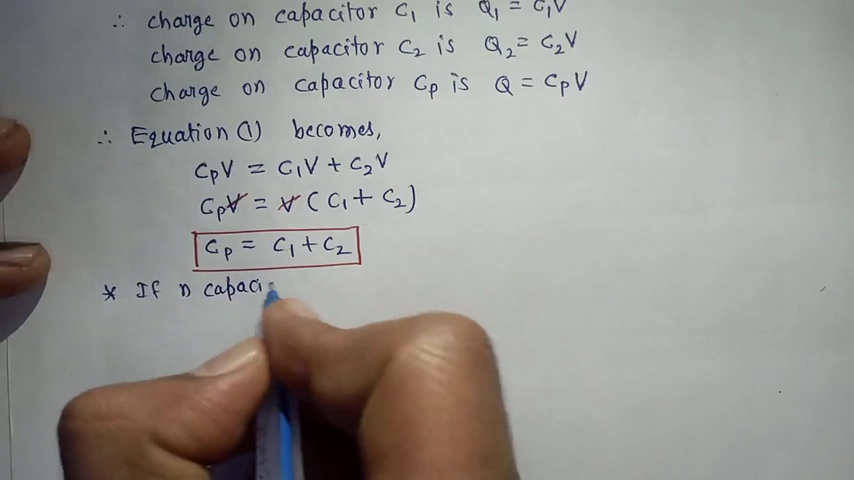 ∴ charge on capacitor C₁ is Q₁ = C₁V
charge on capacitor C₂ is Q₂ = C₂V
charge on capacitor Cp is Q = CpV
∴ Equation (1) becomes,
CpV = C₁V + C₂V
CpV = V (C₁ + C₂)
Cp = C₁ + C₂
* If n capaci